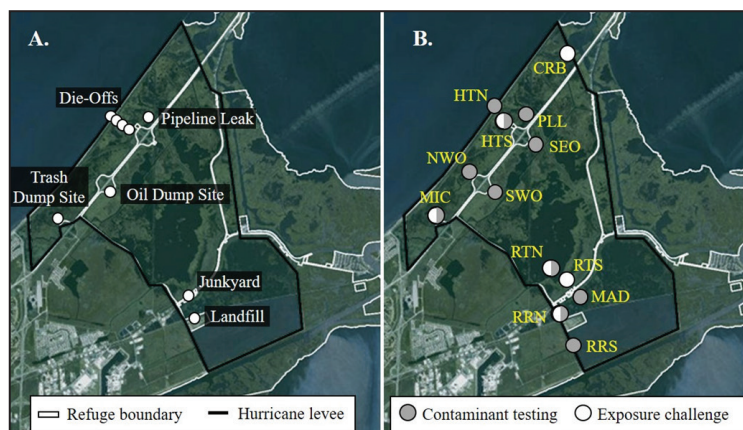 A.
Die-Offs
Pipeline Leak
Trash
Dump Site
Oil Dump Site
Junkyard
Landfill
Refuge boundary
Hurricane levee
B.
CRB
HTN
PLL
HTS
SEO
NWO
MIC
SWO
RTN
RTS
MAD
RRN
RRS
Contaminant testing
Exposure challenge